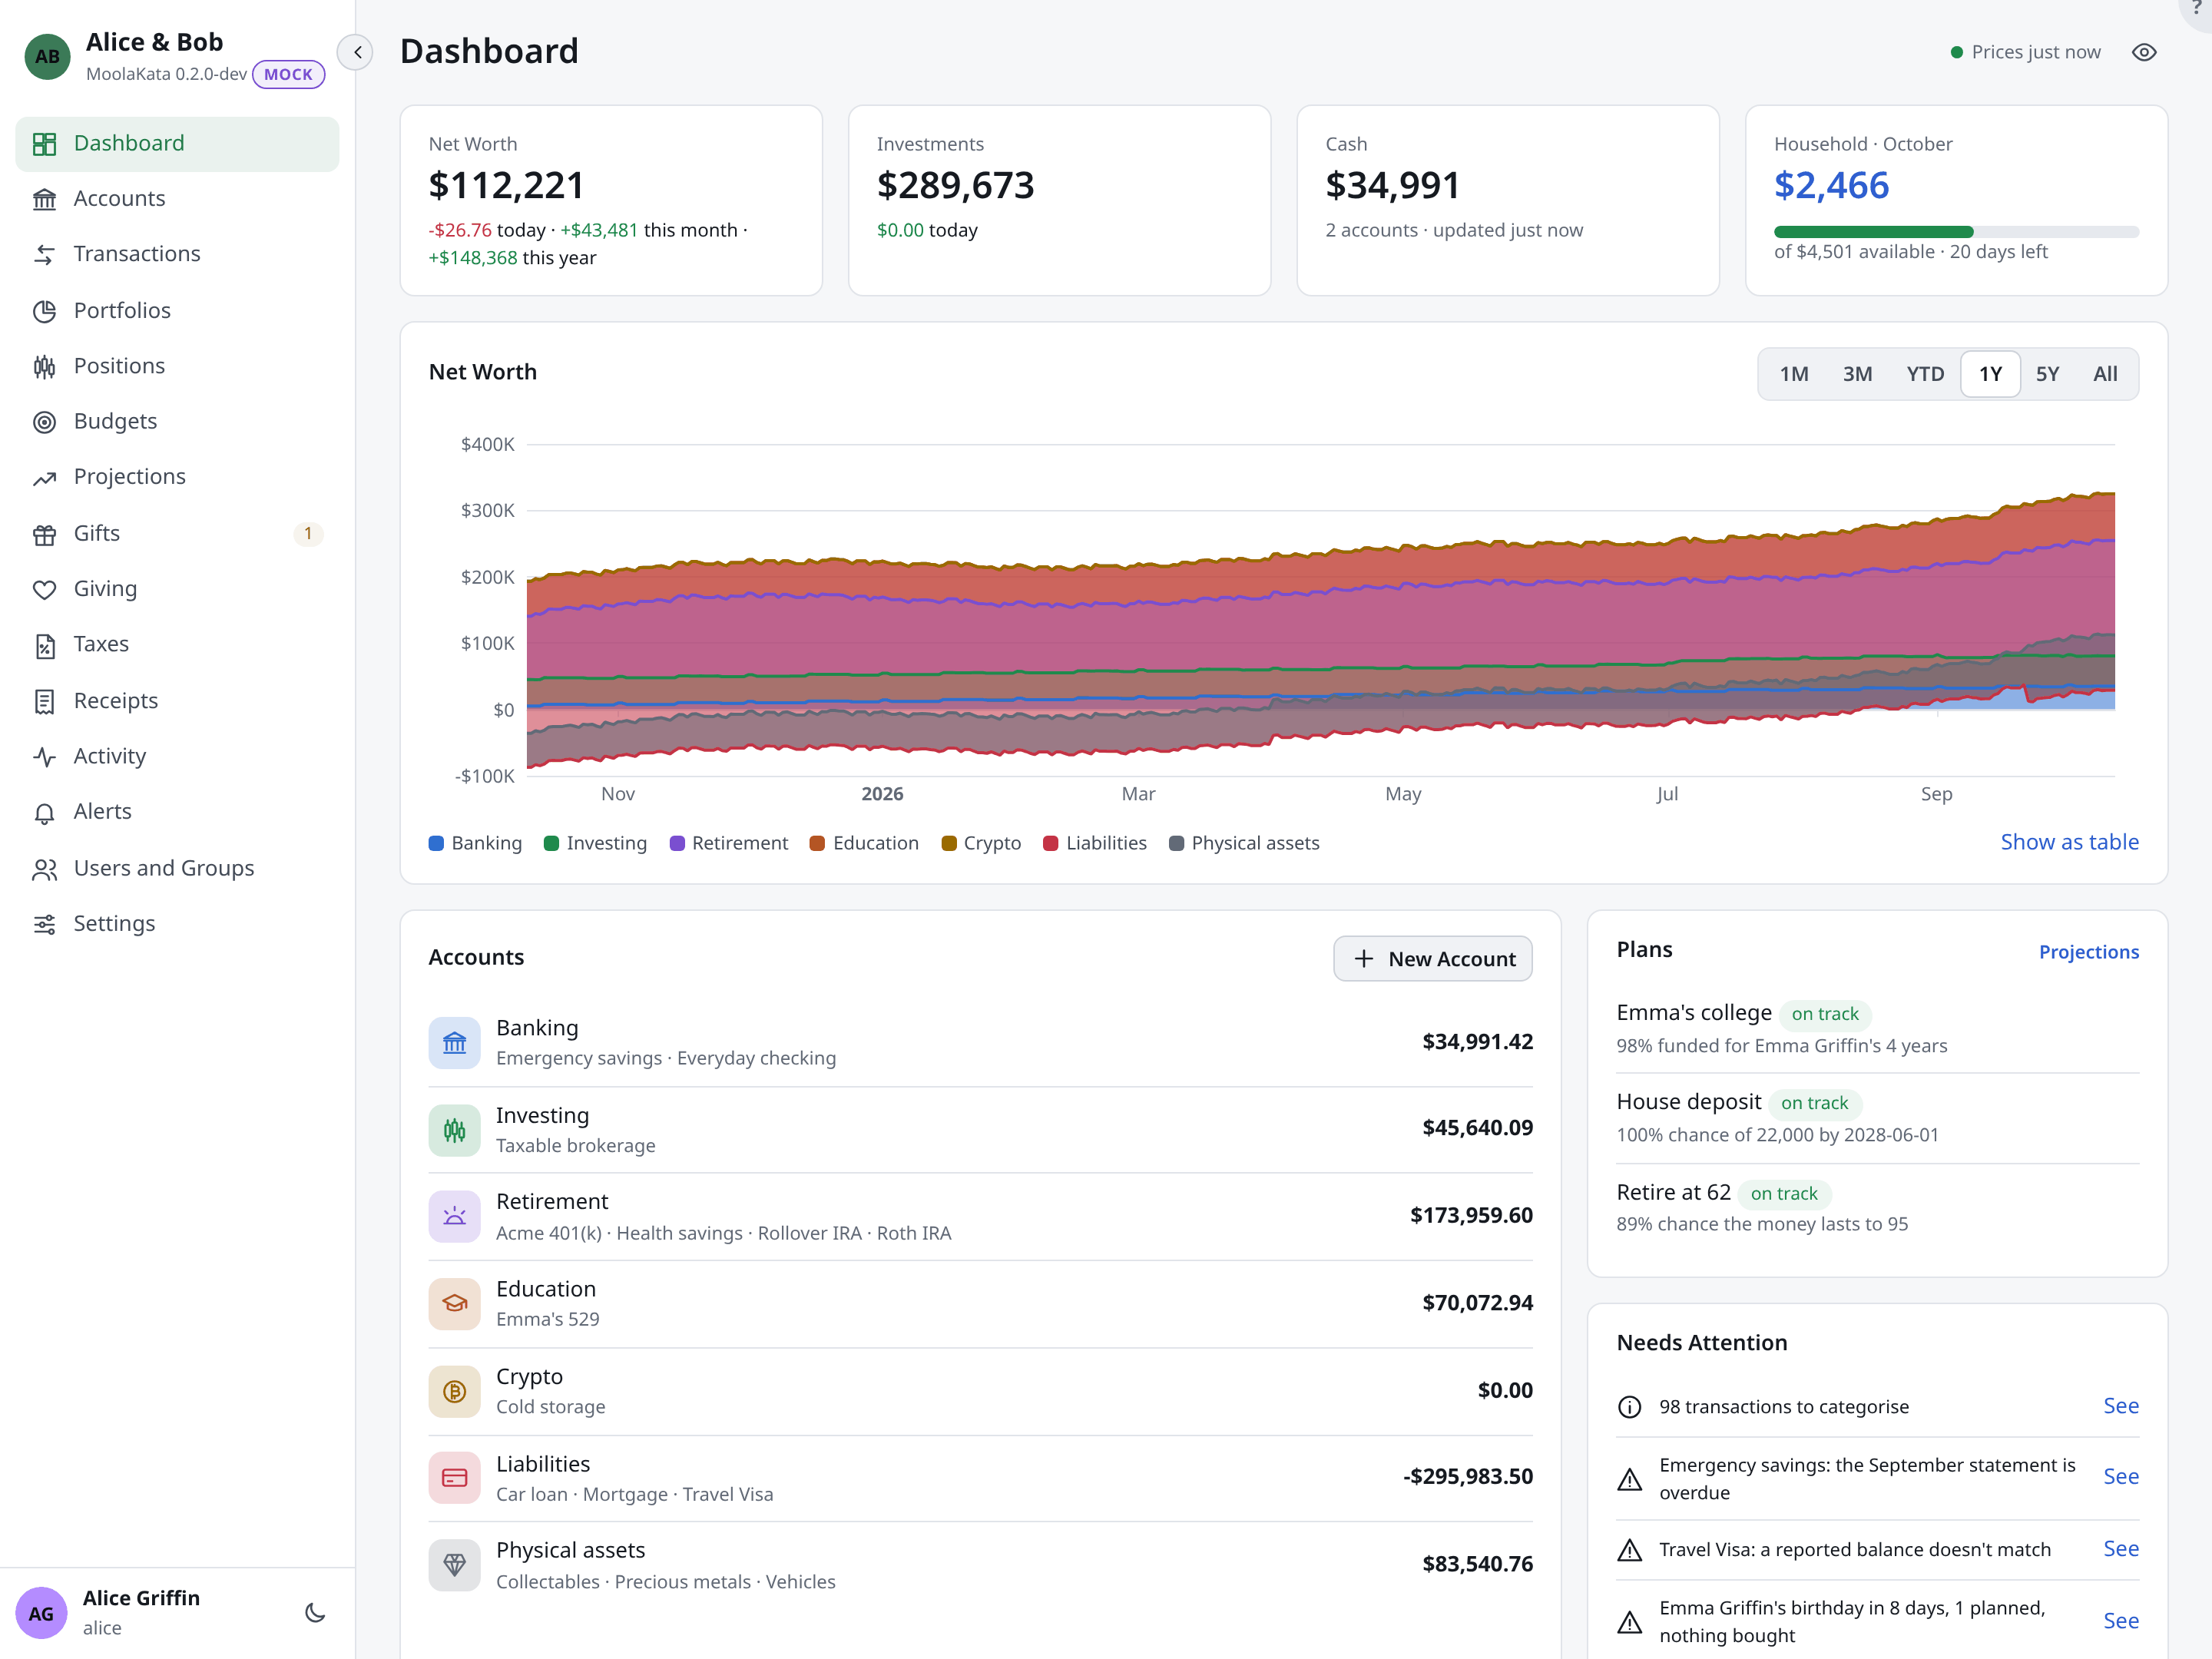 AB
Alice & Bob
MoolaKata 0.2.0-dev MOCK
Dashboard
Accounts
Transactions
Portfolios
Positions
Budgets
Projections
Gifts 1
Giving
Taxes
Receipts
Activity
Alerts
Users and Groups
Settings
AG
Alice Griffin
alice
?
Dashboard
Prices just now
Net Worth
$112,221
-$26.76 today · +$43,481 this month ·
+$148,368 this year
Investments
$289,673
$0.00 today
Cash
$34,991
2 accounts · updated just now
Household · October
$2,466
of $4,501 available · 20 days left
Net Worth
1M 3M YTD 1Y 5Y All
$400K
$300K
$200K
$100K
$0
-$100K
Nov 2026 Mar May Jul Sep
Banking Investing Retirement Education Crypto Liabilities Physical assets
Show as table
Accounts
New Account
Banking
Emergency savings · Everyday checking
$34,991.42
Investing
Taxable brokerage
$45,640.09
Retirement
Acme 401(k) · Health savings · Rollover IRA · Roth IRA
$173,959.60
Education
Emma's 529
$70,072.94
Crypto
Cold storage
$0.00
Liabilities
Car loan · Mortgage · Travel Visa
-$295,983.50
Physical assets
Collectables · Precious metals · Vehicles
$83,540.76
Plans
Projections
Emma's college on track
98% funded for Emma Griffin's 4 years
House deposit on track
100% chance of 22,000 by 2028-06-01
Retire at 62 on track
89% chance the money lasts to 95
Needs Attention
98 transactions to categorise See
Emergency savings: the September statement is
overdue
See
Travel Visa: a reported balance doesn't match See
Emma Griffin's birthday in 8 days, 1 planned,
nothing bought
See